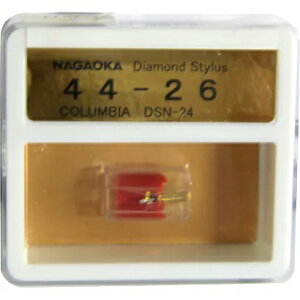 NAGAOKA Diamond Stylus
44-26
COLUMBIA DSN-24